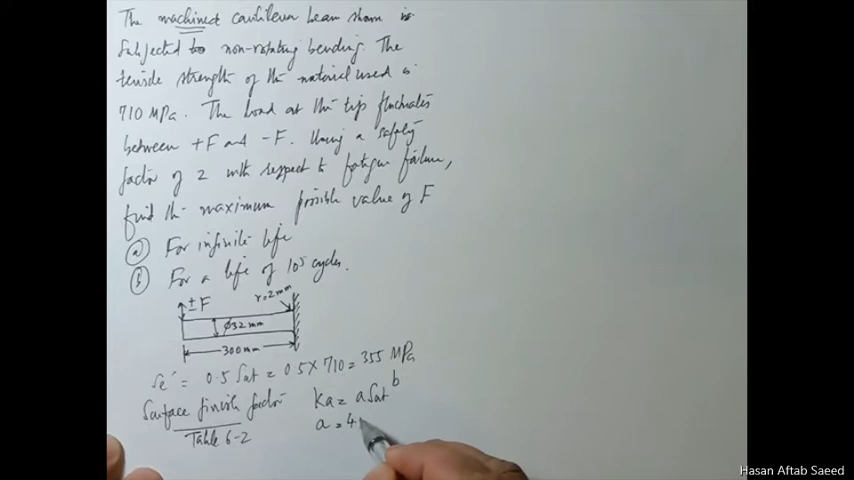 The machined cantilever beam shown is
subjected to non-rotating bending. The
tensile strength of the material used is
710 MPa. The load at the tip fluctuates
between +F and -F. Using a safety
factor of 2 with respect to fatigue failure,
find the maximum possible value of F
(a) For infinite life
(b) For a life of 10⁵ cycles.
±F
r=2mm
φ32mm
300mm
Se' = 0.5 Sut = 0.5 X 710 = 355 MPa
Surface finish factor Ka = a Sut^b
Table 6-2 a = 4.
Hasan Aftab Saeed